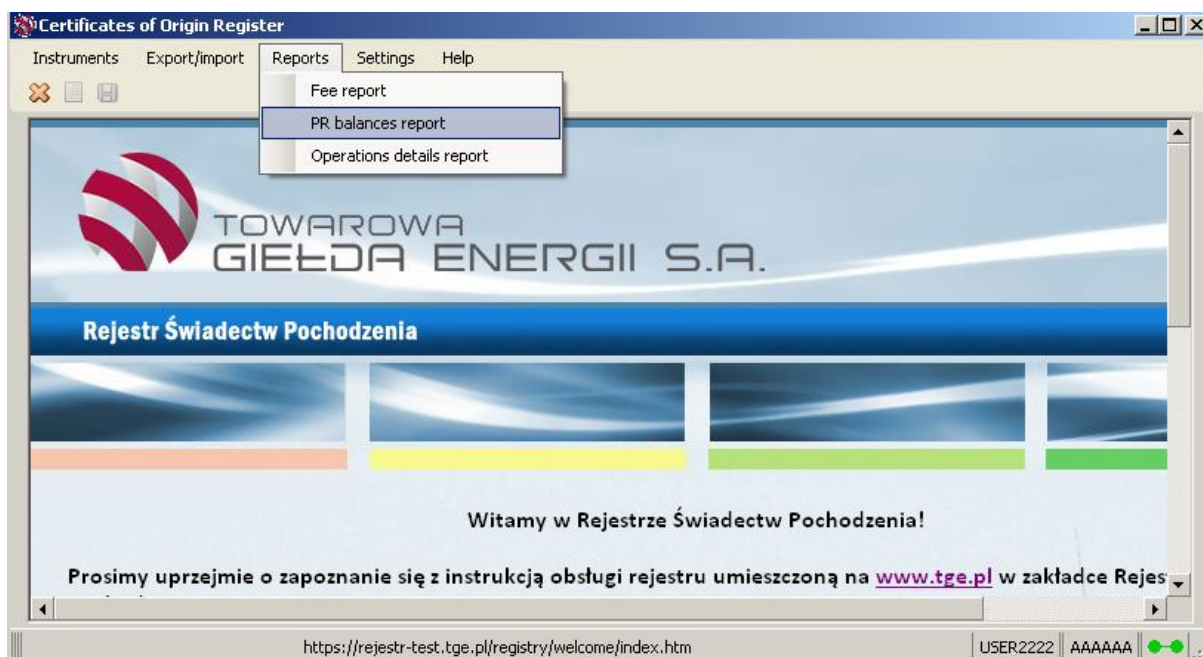 Certificates of Origin Register
Instruments Export/import Reports Settings Help
Fee report
PR balances report
Operations details report
TOWAROWA
GIEŁDA ENERGII S.A.
Rejestr Świadectw Pochodzenia
Witamy w Rejestrze Świadectw Pochodzenia!
Prosimy uprzejmie o zapoznanie się z instrukcją obsługi rejestru umieszczoną na www.tge.pl w zakładce
https://rejestr-test.tge.pl/registry/welcome/index.htm USER2222 AAAAAA